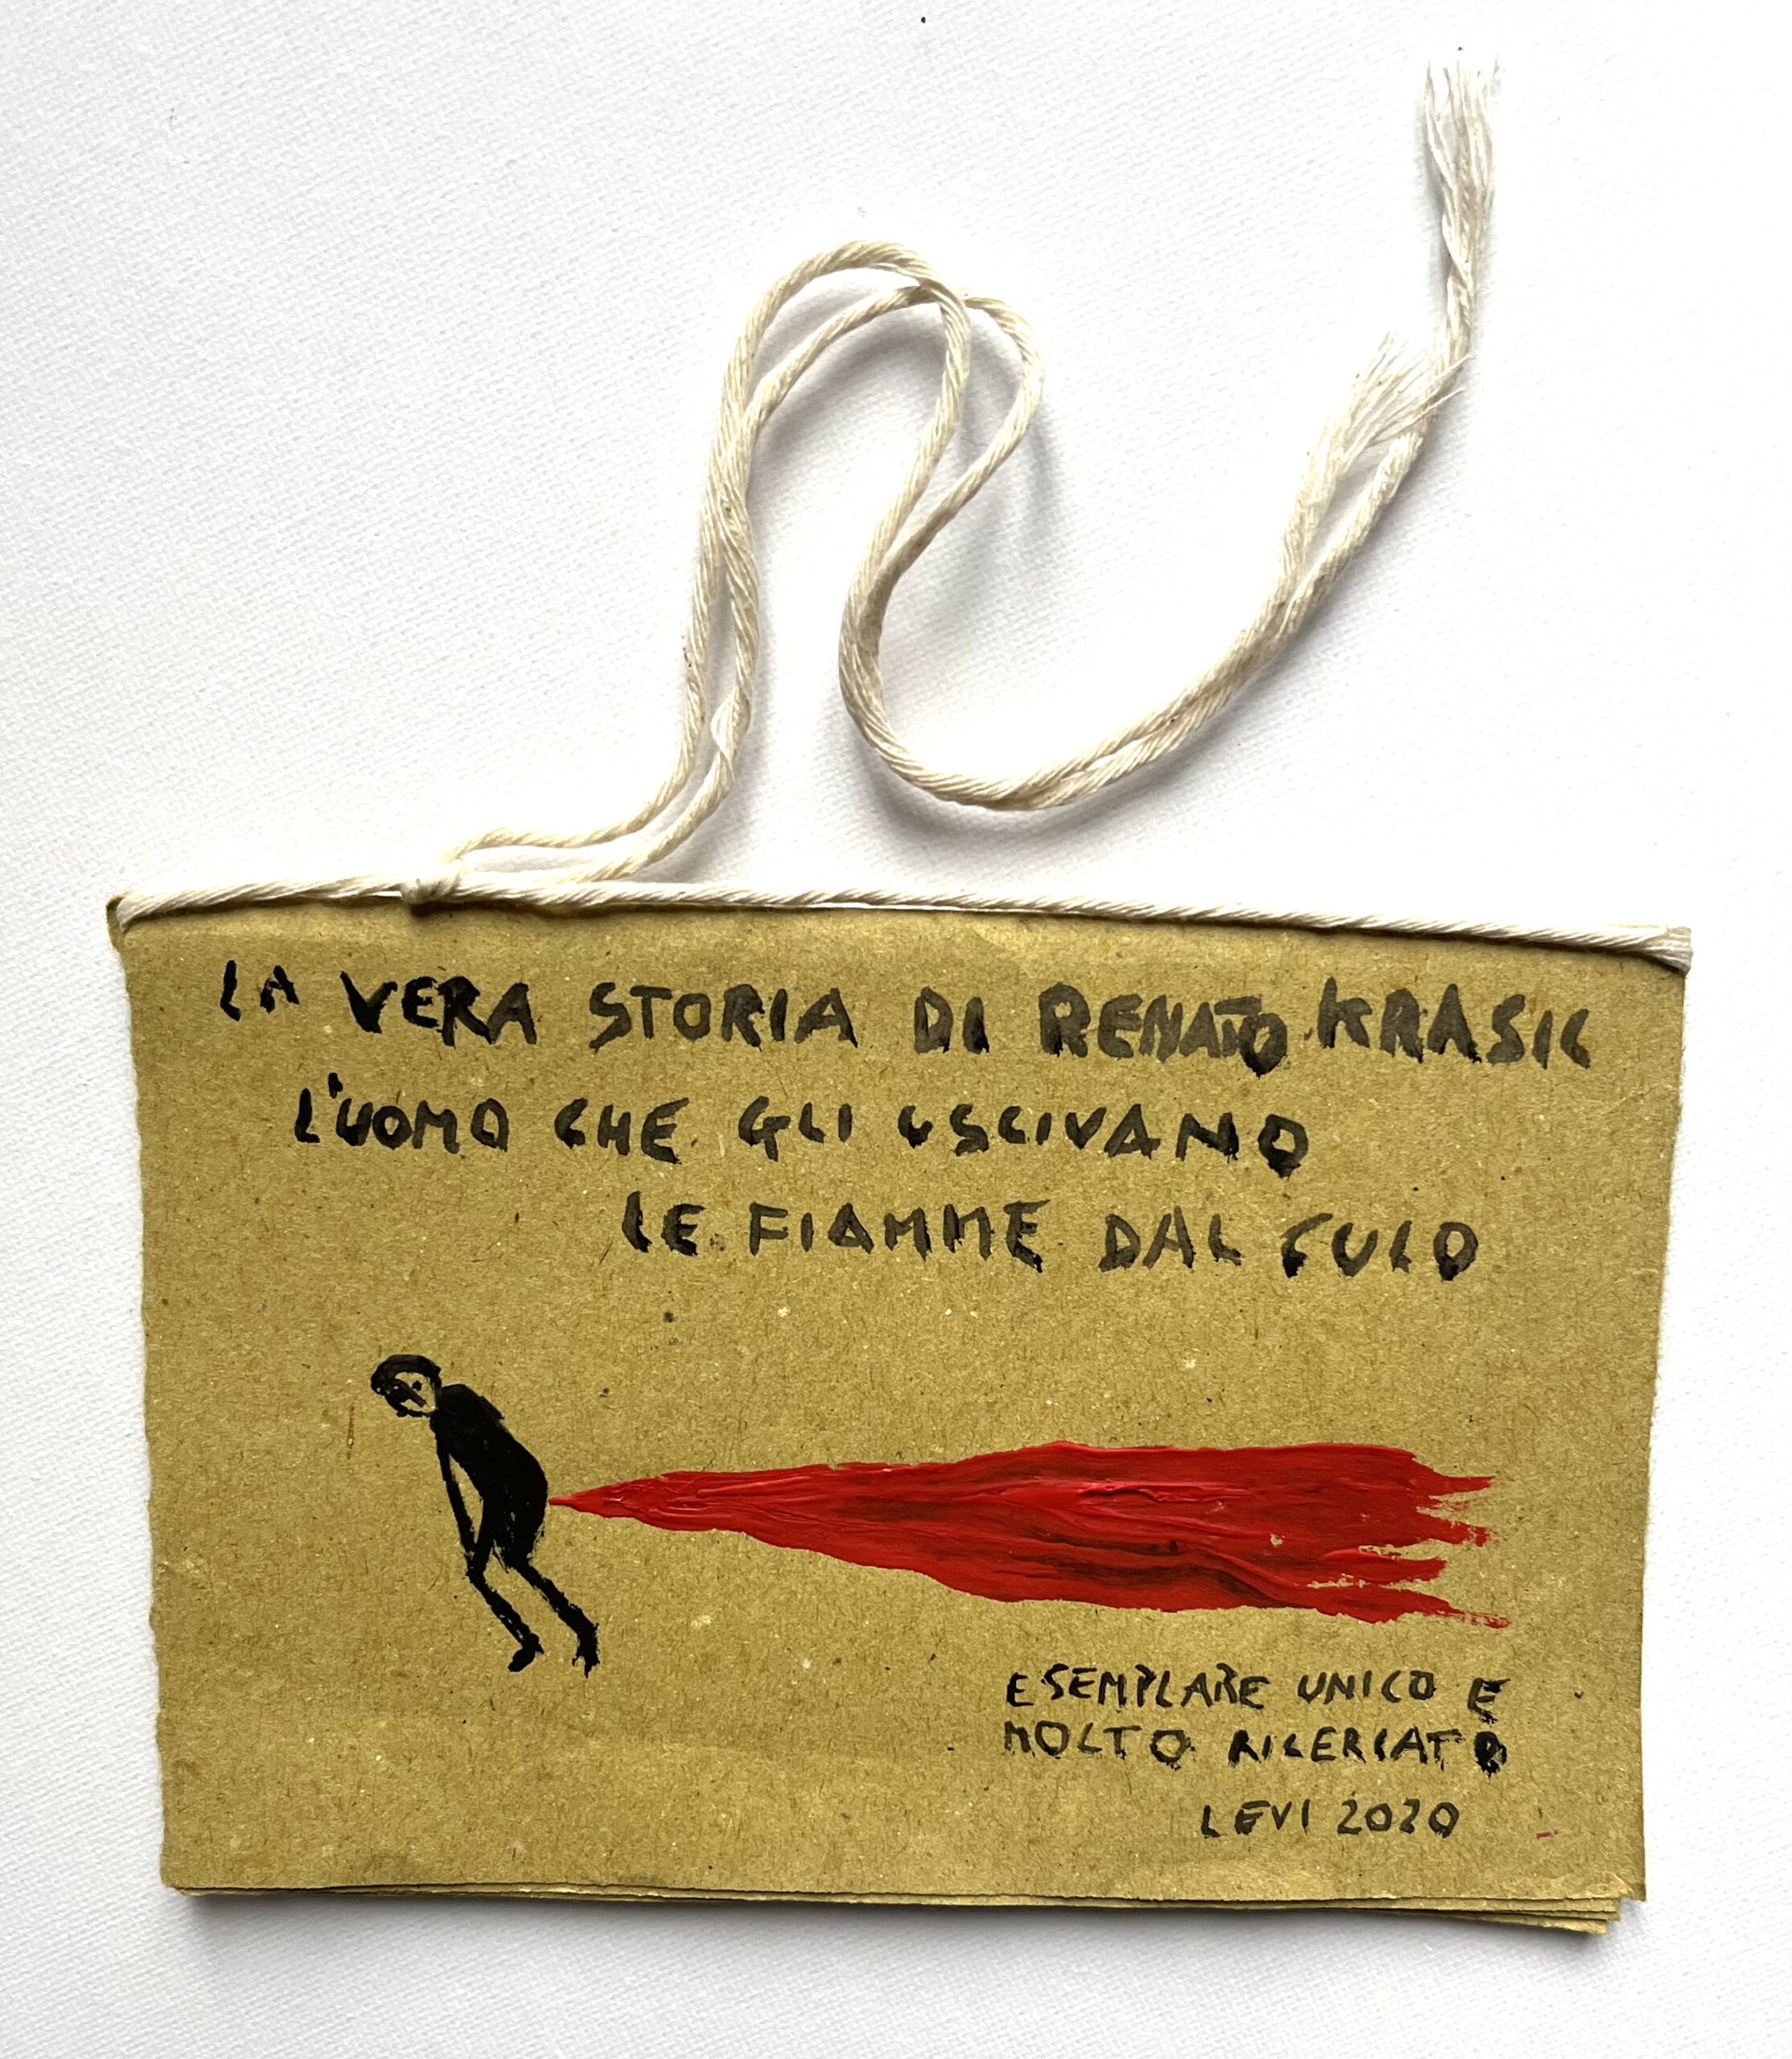 LA VERA STORIA DI RENATO KRASIC
L'UOMO CHE GLI USCIVANO
LE FIAMME DAL CULO
ESEMPLARE UNICO E
MOLTO RICERCATO
LEVI 2020